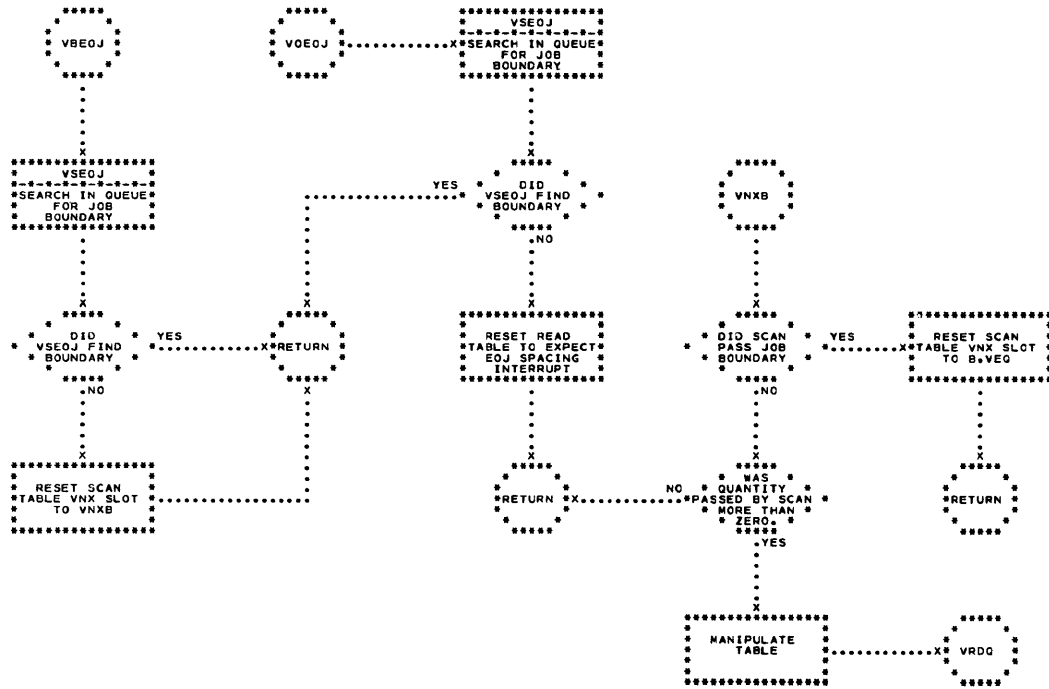 VBEOJ
VOEOJ
VSEOJ
SEARCH IN QUEUE
FOR JOB
BOUNDARY
VSEOJ
SEARCH IN QUEUE
FOR JOB
BOUNDARY
YES
DID
VSEOJ FIND
BOUNDARY
NO
VNXB
DID
VSEOJ FIND
BOUNDARY
YES
NO
RETURN
RESET READ
TABLE TO EXPECT
EOJ SPACING
INTERRUPT
DID SCAN
PASS JOB
BOUNDARY
YES
NO
RESET SCAN
TABLE VNX SLOT
TO B.VEQ
RESET SCAN
TABLE VNX SLOT
TO VNXB
RETURN
NO
WAS
QUANTITY
PASSED BY SCAN
MORE THAN
ZERO.
YES
RETURN
MANIPULATE
TABLE
VRDQ